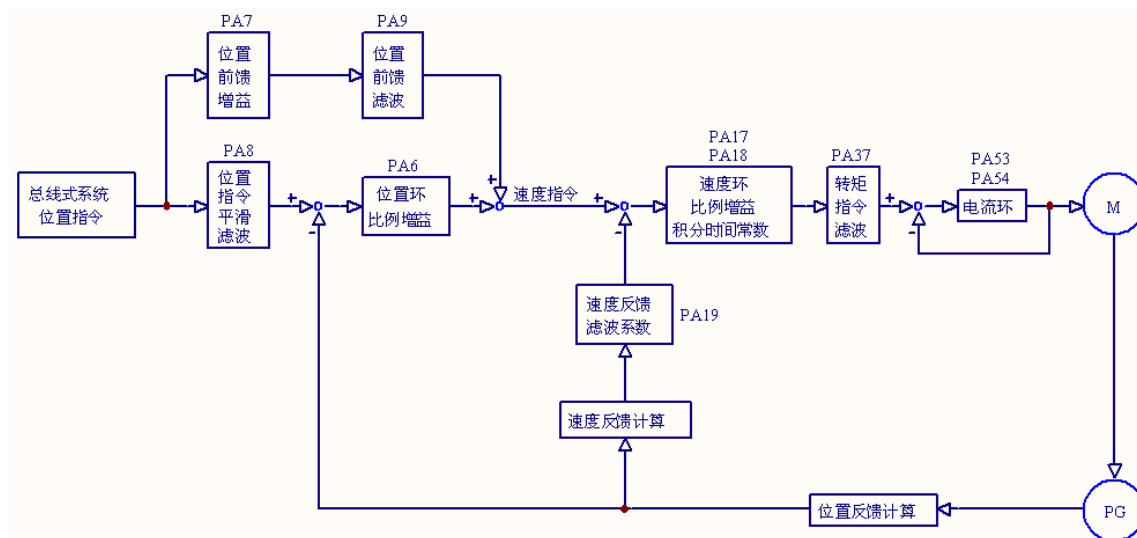 PA7
PA9
位置
前馈
增益
位置
前馈
滤波
PA8
PA6
PA17
PA18
PA37
PA53
PA54
总线式系统
位置指令
位置
指令
平滑
滤波
+
-
位置环
比例增益
+
+
速度指令
+
-
速度环
比例增益
积分时间常数
转矩
指令
滤波
+
-
电流环
M
速度反馈
滤波系数
PA19
速度反馈计算
位置反馈计算
PG